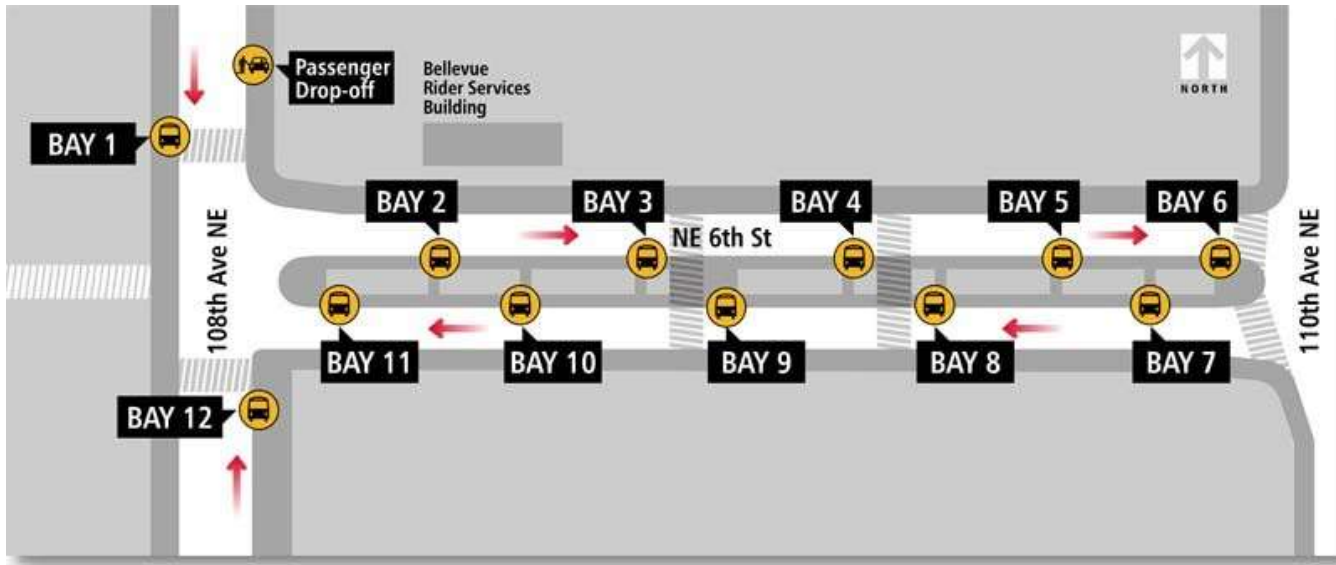 Passenger
Drop-off
Bellevue
Rider Services
Building
NORTH
BAY 1
BAY 2
BAY 3
BAY 4
BAY 5
BAY 6
108th Ave NE
NE 6th St
110th Ave NE
BAY 11
BAY 10
BAY 9
BAY 8
BAY 7
BAY 12